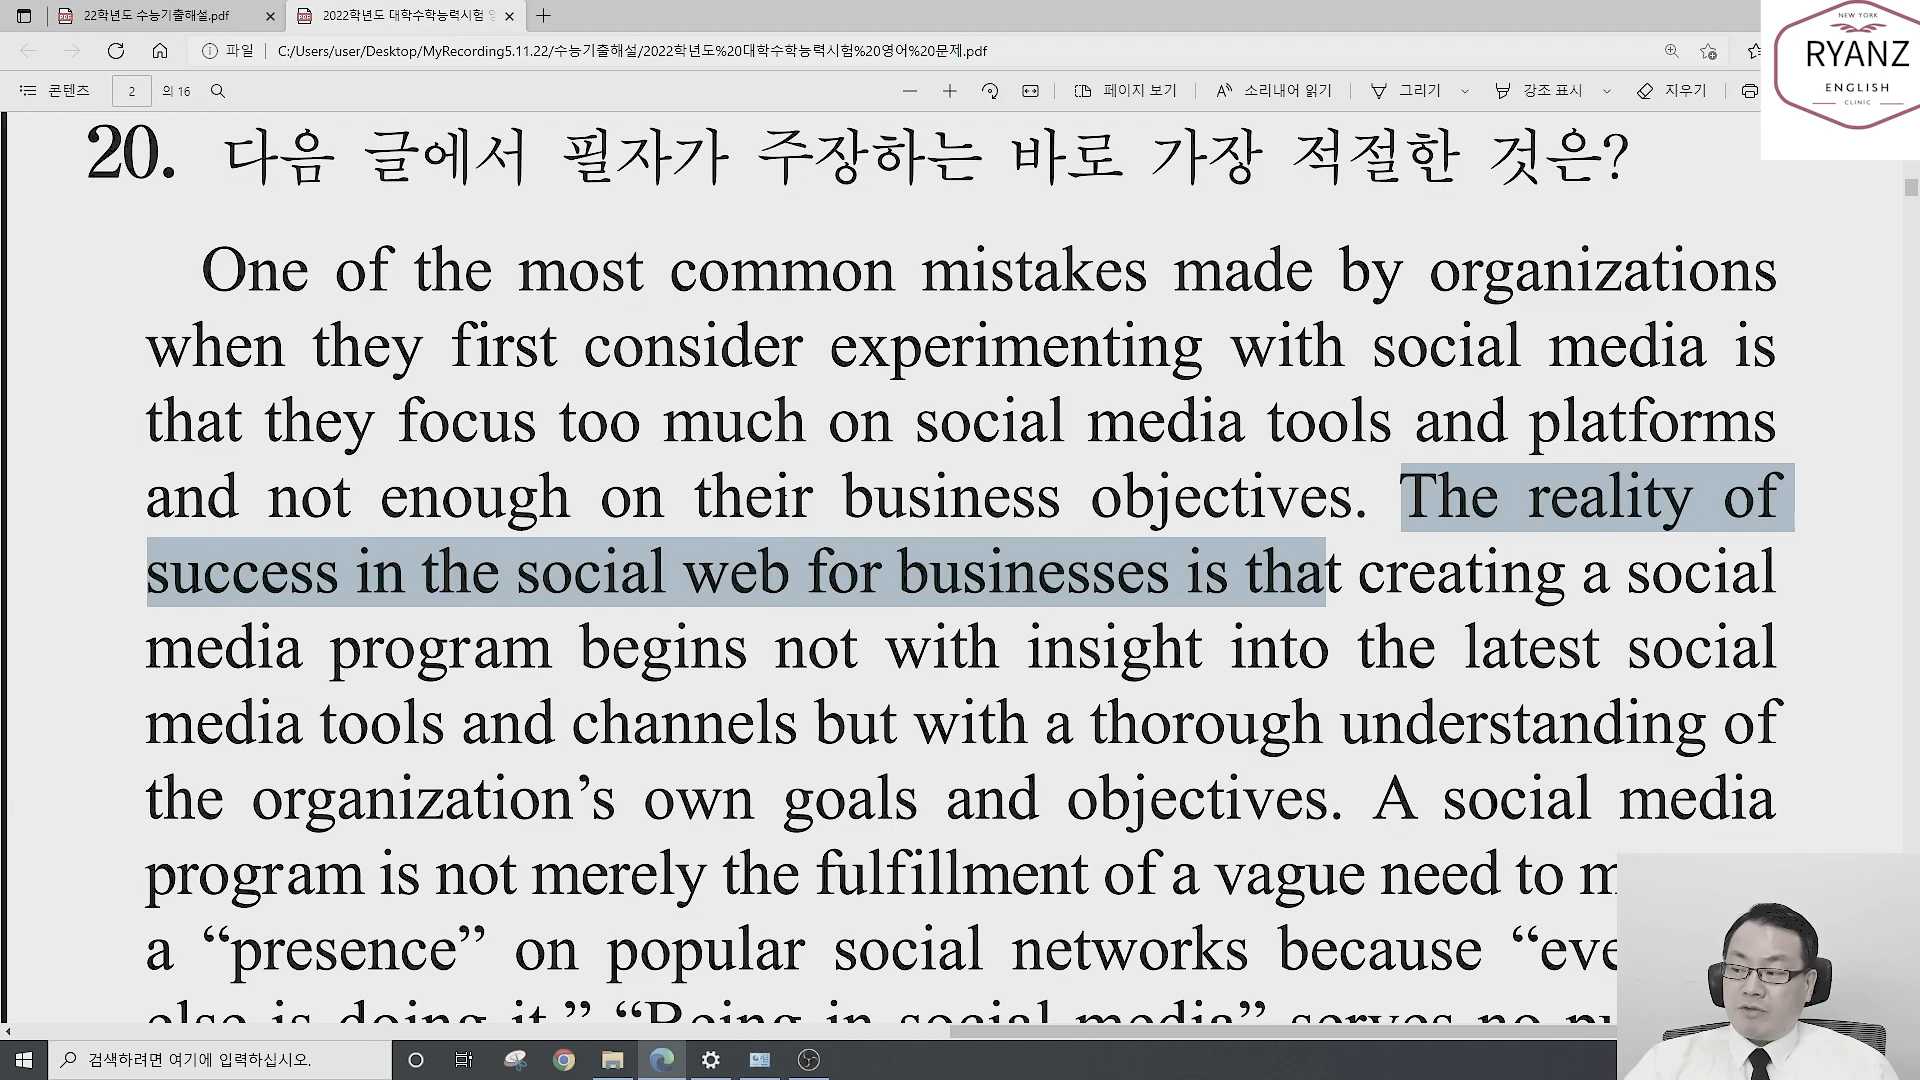 22학년도 수능기출해설.pdf
2022학년도 대학수학능력시험
파일
C:/Users/user/Desktop/MyRecording5.11.22/수능기출해설/2022학년도%20대학수학능력시험%20영어%20문제.pdf
콘텐츠
2
의 16
페이지 보기
소리내어 읽기
그리기
강조 표시
지우기
NEW YORK
RYANZ
ENGLISH
CLINIC
20. 다음 글에서 필자가 주장하는 바로 가장 적절한 것은?
One of the most common mistakes made by organizations
when they first consider experimenting with social media is
that they focus too much on social media tools and platforms
and not enough on their business objectives. The reality of
success in the social web for businesses is that creating a social
media program begins not with insight into the latest social
media tools and channels but with a thorough understanding of
the organization’s own goals and objectives. A social media
program is not merely the fulfillment of a vague need to m
a “presence” on popular social networks because “eve
else is doing it.” “Being in social media” serves no pu
검색하려면 여기에 입력하십시오.